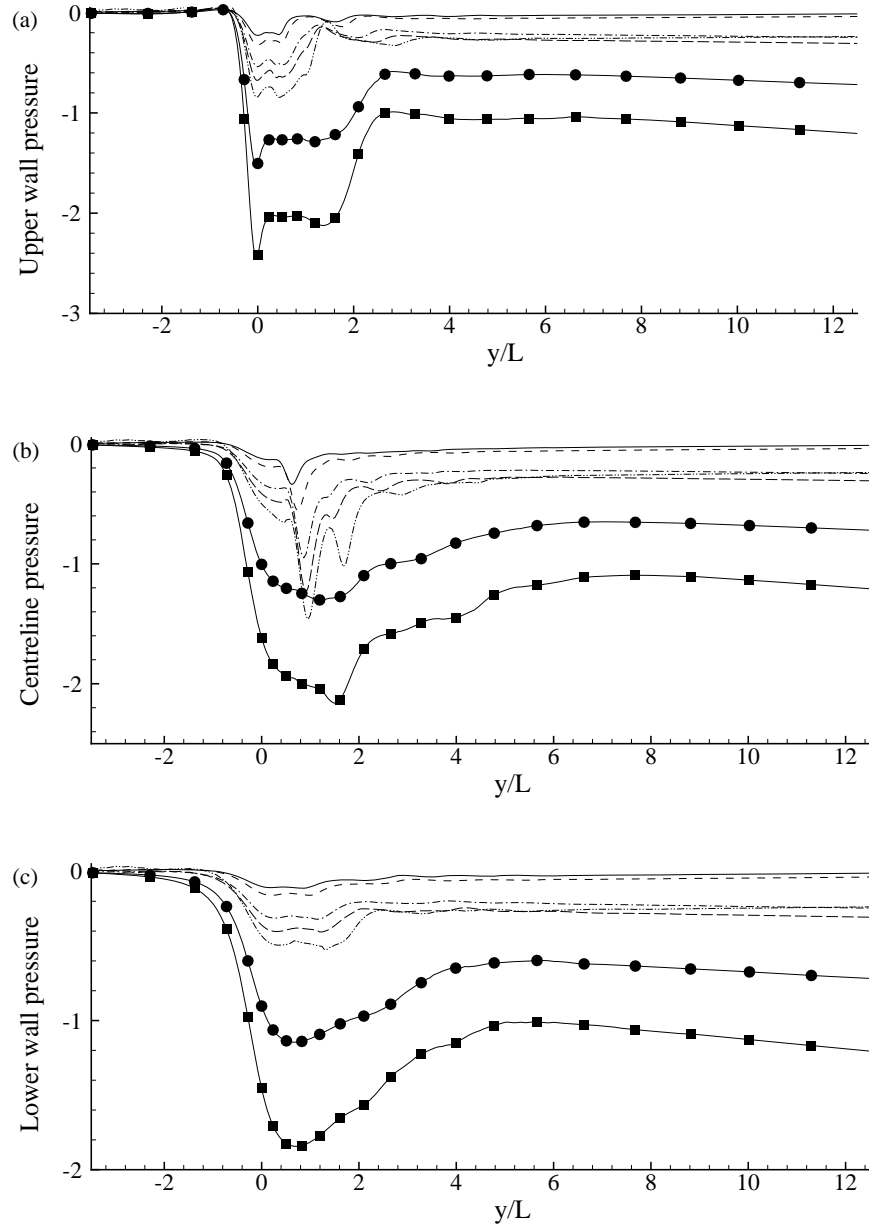 (a)
Upper wall pressure
0
-1
-2
-3
-2 0 2 4 6 8 10 12
y/L
(b)
Centreline pressure
0
-1
-2
-2 0 2 4 6 8 10 12
y/L
(c)
Lower wall pressure
0
-1
-2
-2 0 2 4 6 8 10 12
y/L